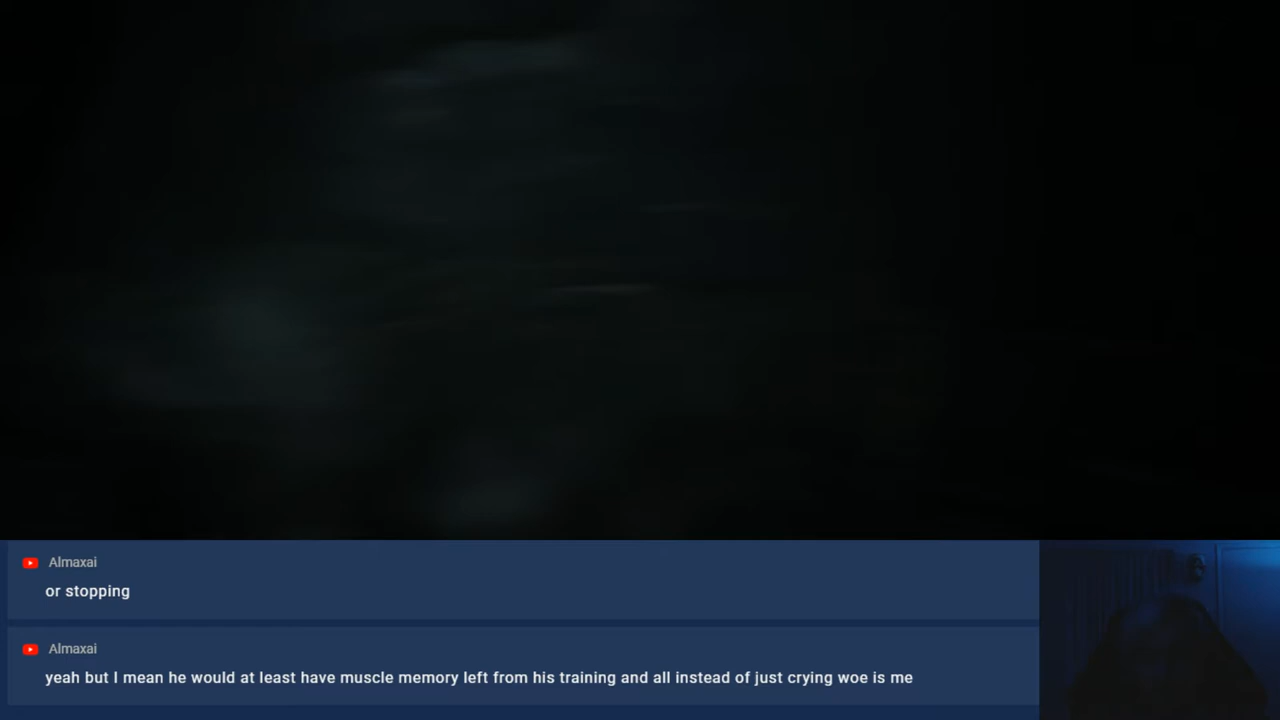 Almaxai
or stopping
Almaxai
yeah but I mean he would at least have muscle memory left from his training and all instead of just crying woe is me